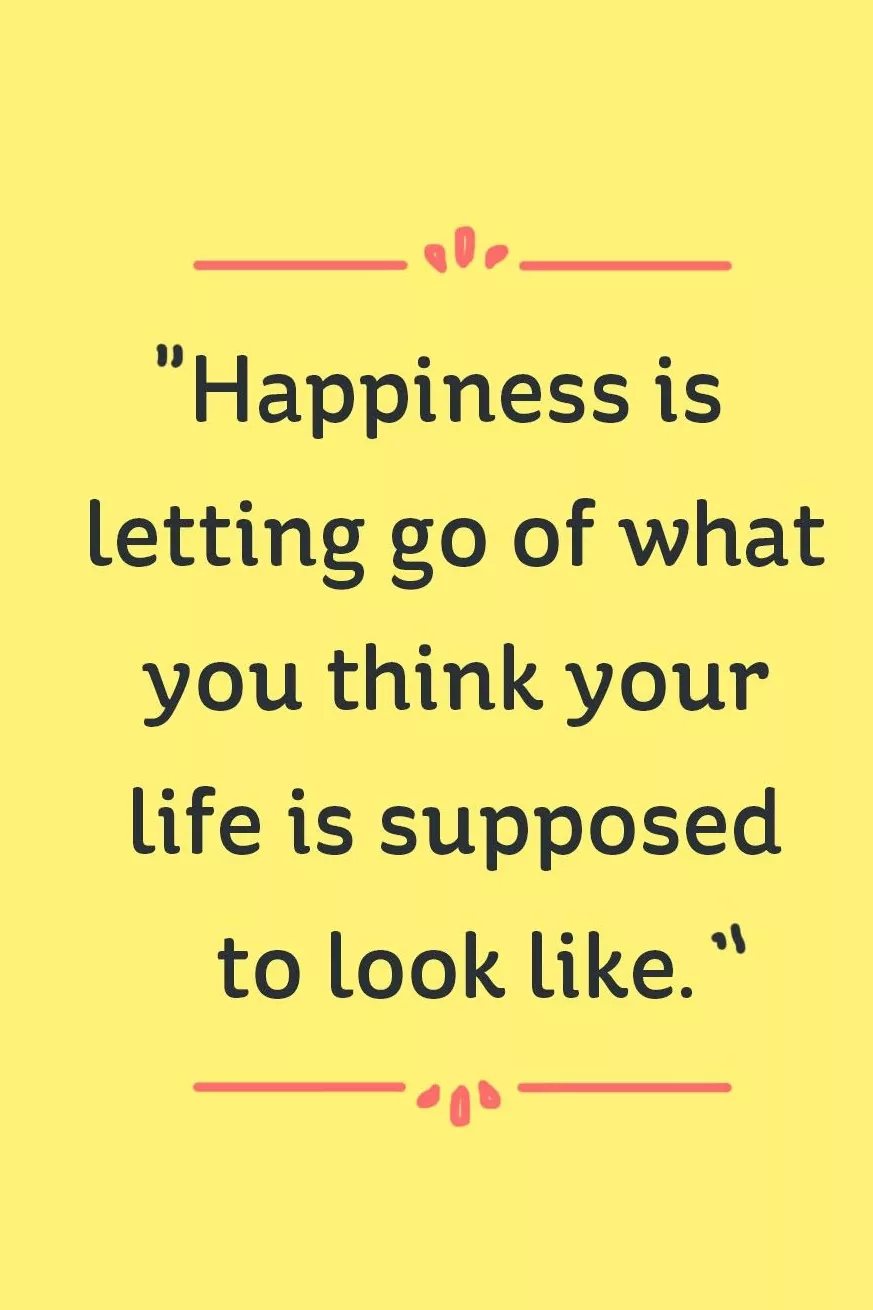 "Happiness is
letting go of what
you think your
life is supposed
to look like."